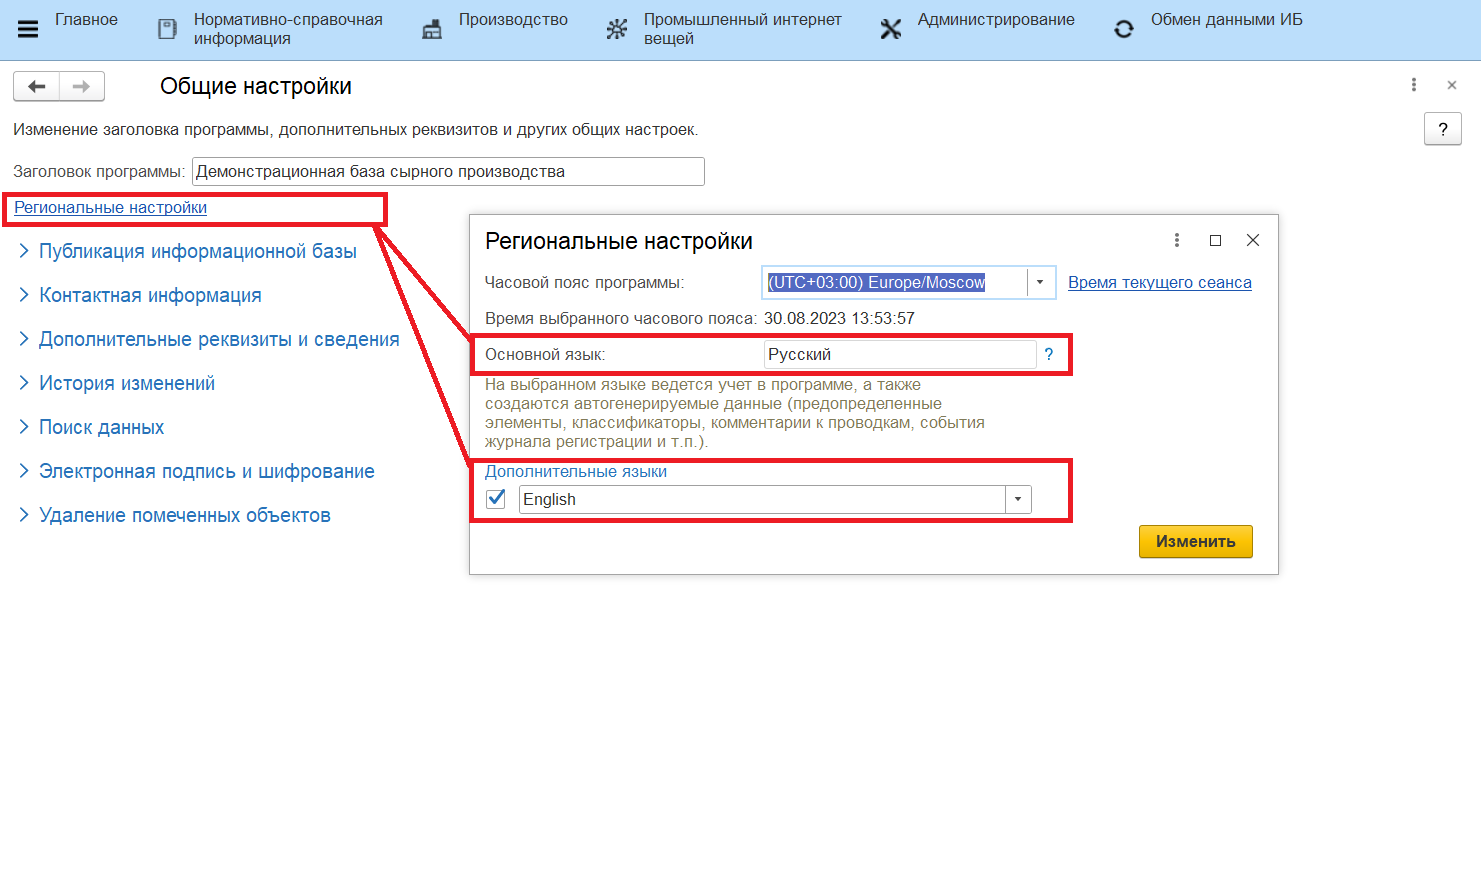 Главное
Нормативно-справочная
информация
Производство
Промышленный интернет
вещей
Администрирование
Обмен данными ИБ
Общие настройки
Изменение заголовка программы, дополнительных реквизитов и других общих настроек.
?
Заголовок программы: Демонстрационная база сырного производства
Региональные настройки
Публикация информационной базы
Контактная информация
Дополнительные реквизиты и сведения
История изменений
Поиск данных
Электронная подпись и шифрование
Удаление помеченных объектов
Региональные настройки
Часовой пояс программы: (UTC+03:00) Europe/Moscow Время текущего сеанса
Время выбранного часового пояса: 30.08.2023 13:53:57
Основной язык: Русский ?
На выбранном языке ведется учет в программе, а также
создаются автогенерируемые данные (предопределенные
элементы, классификаторы, комментарии к проводкам, события
журнала регистрации и т.п.).
Дополнительные языки
English
Изменить